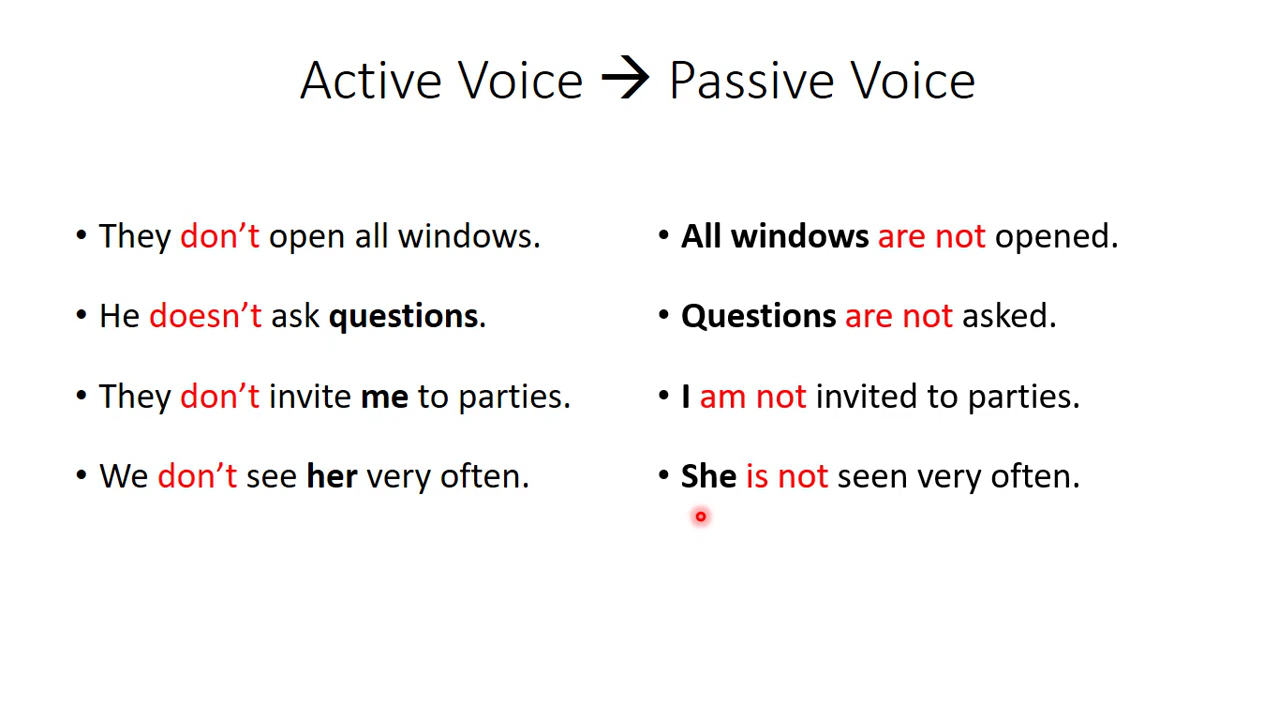 Active Voice → Passive Voice
• They don’t open all windows.
• He doesn’t ask questions.
• They don’t invite me to parties.
• We don’t see her very often.
• All windows are not opened.
• Questions are not asked.
• I am not invited to parties.
• She is not seen very often.